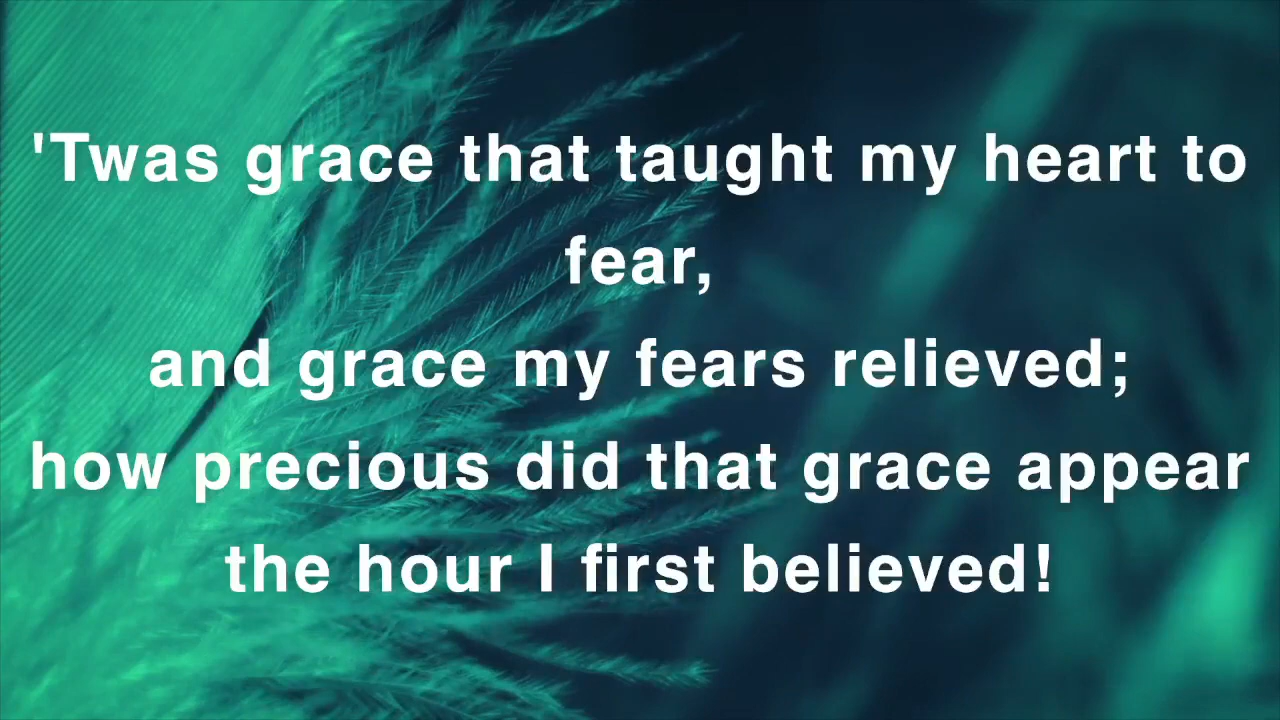 'Twas grace that taught my heart to
fear,
and grace my fears relieved;
how precious did that grace appear
the hour I first believed!